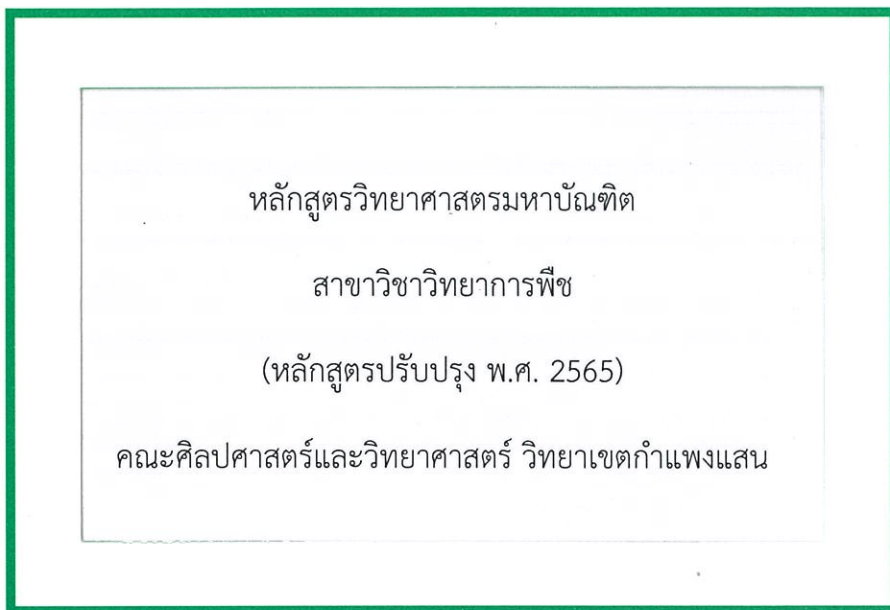 หลักสูตรวิทยาศาสตรมหาบัณฑิต
สาขาวิชาวิทยาการพืช
(หลักสูตรปรับปรุง พ.ศ. 2565)
คณะศิลปศาสตร์และวิทยาศาสตร์ วิทยาเขตกำแพงแสน